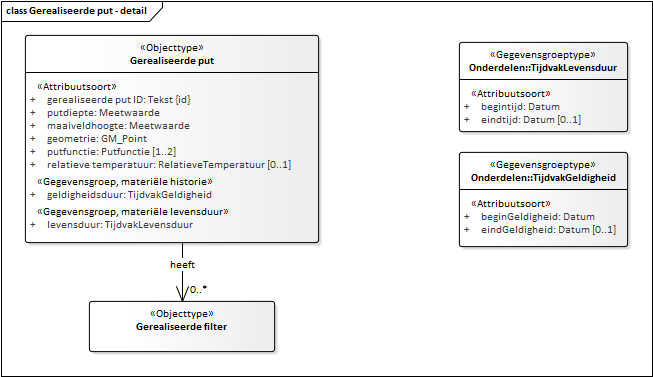 class Gerealiseerde put - detail
«Objecttype»
Gerealiseerde put
«Attribuutsoort»
+ gerealiseerde put ID: Tekst {id}
+ putdiepte: Meetwaarde
+ maaiveldhoogte: Meetwaarde
+ geometrie: GM_Point
+ putfunctie: Putfunctie [1..2]
+ relatieve temperatuur: RelatieveTemperatuur [0..1]
«Gegevensgroep, materiële historie»
+ geldigheidsduur: TijdvakGeldigheid
«Gegevensgroep, materiële levensduur»
+ levensduur: TijdvakLevensduur
heeft
0..*
«Objecttype»
Gerealiseerde filter
«Gegevensgroeptype»
Onderdelen::TijdvakLevensduur
«Attribuutsoort»
+ begintijd: Datum
+ eindtijd: Datum [0..1]
«Gegevensgroeptype»
Onderdelen::TijdvakGeldigheid
«Attribuutsoort»
+ beginGeldigheid: Datum
+ eindGeldigheid: Datum [0..1]